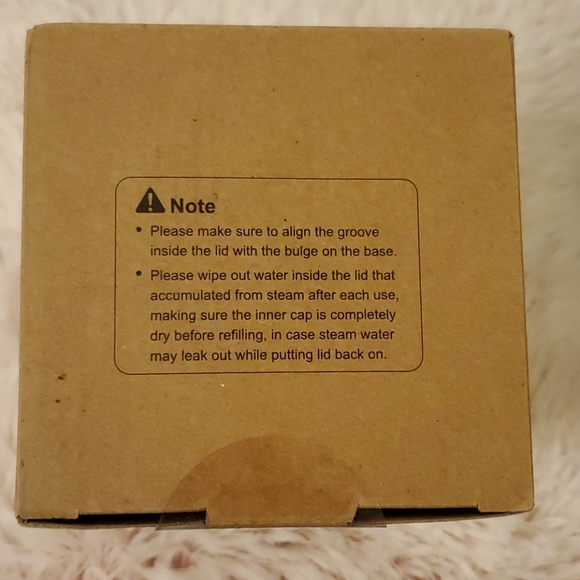 Note
• Please make sure to align the groove
inside the lid with the bulge on the base.
• Please wipe out water inside the lid that
accumulated from steam after each use,
making sure the inner cap is completely
dry before refilling, in case steam water
may leak out while putting lid back on.